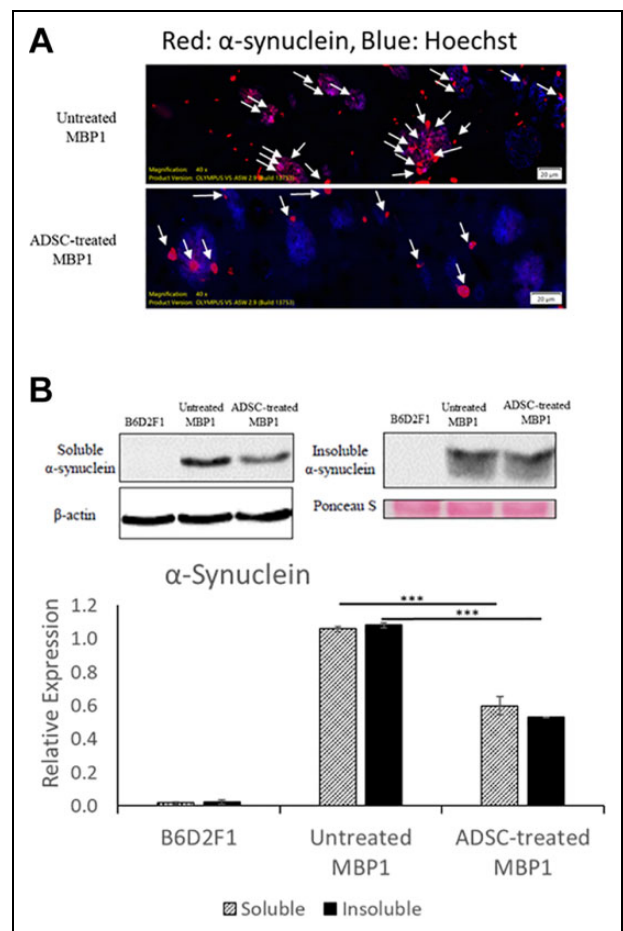 A
Red: α-synuclein, Blue: Hoechst
Untreated
MBP1
Magnification: 40 x
Product Version: OLYMPUS VS ASW 2.9 (Build 13753)
20 µm
ADSC-treated
MBP1
Magnification: 40 x
Product Version: OLYMPUS VS ASW 2.9 (Build 13753)
20 µm
B
B6D2F1
Untreated
MBP1
ADSC-treated
MBP1
Soluble
α-synuclein
β-actin
B6D2F1
Untreated
MBP1
ADSC-treated
MBP1
Insoluble
α-synuclein
Ponceau S
α-Synuclein
Relative Expression
1.2
1.0
0.8
0.6
0.4
0.2
0.0
***
***
B6D2F1
Untreated
MBP1
ADSC-treated
MBP1
Soluble
Insoluble